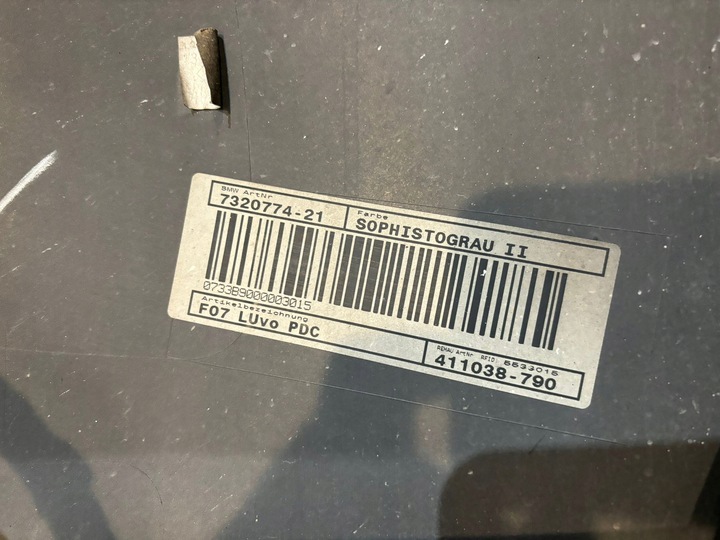 BMW ArtNr
7320774-21
Farbe
SOPHISTOGRAU II
0733B9000003015
Artikelbezeichnung
F07 LUvo PDC
REHAU ArtNr RFID: 5533015
411038-790